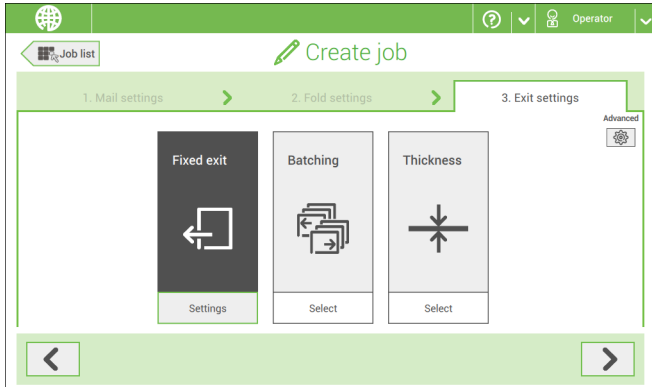 Operator
Job list
Create job
1. Mail settings
2. Fold settings
3. Exit settings
Advanced
Fixed exit
Batching
Thickness
Settings
Select
Select